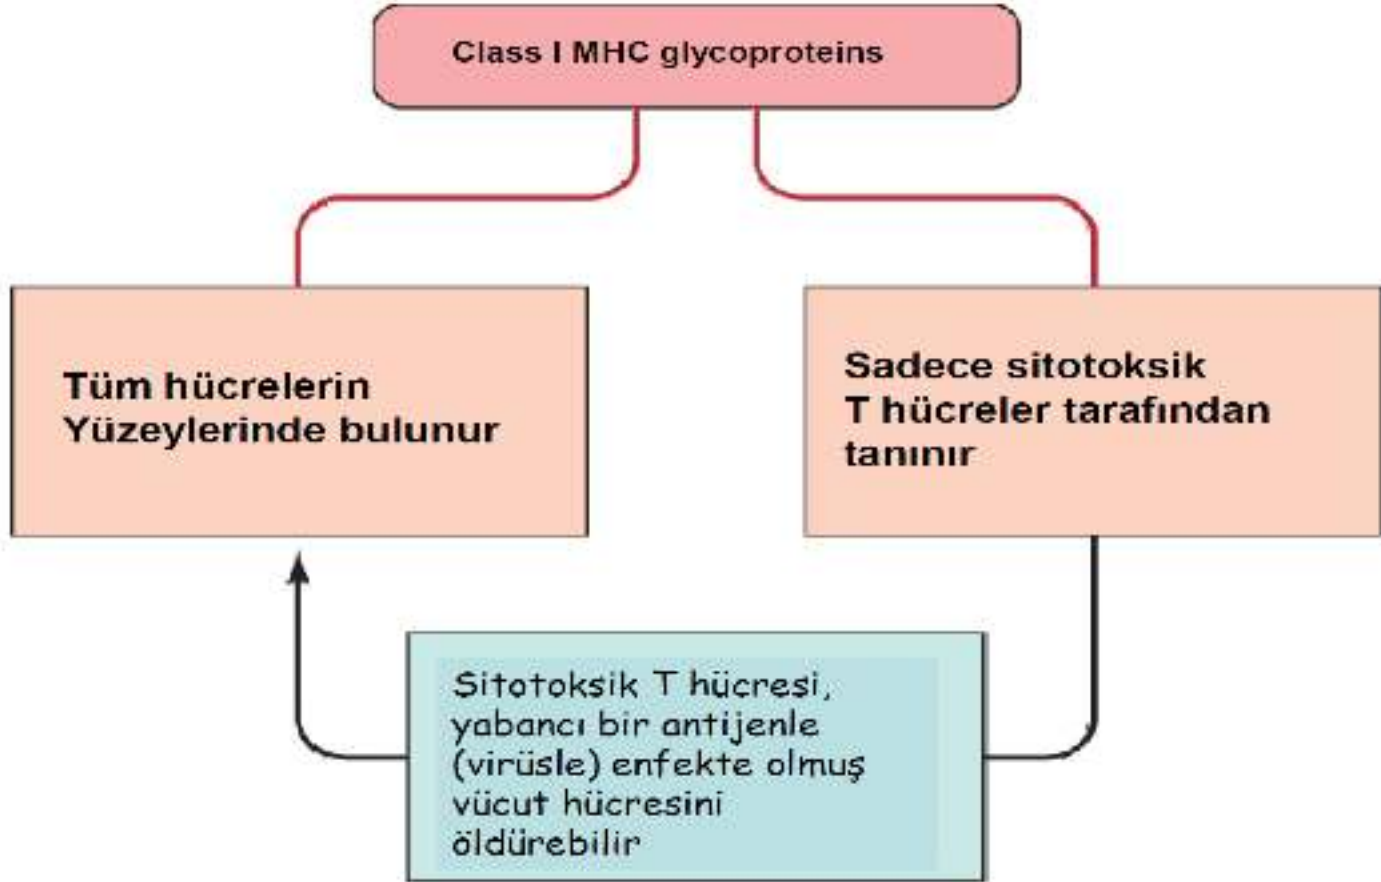 Class I MHC glycoproteins
Tüm hücrelerin
Yüzeylerinde bulunur
Sadece sitotoksik
T hücreler tarafından
tanınır
Sitotoksik T hücresi,
yabancı bir antijenle
(virüsle) enfekte olmuş
vücut hücresini
öldürebilir